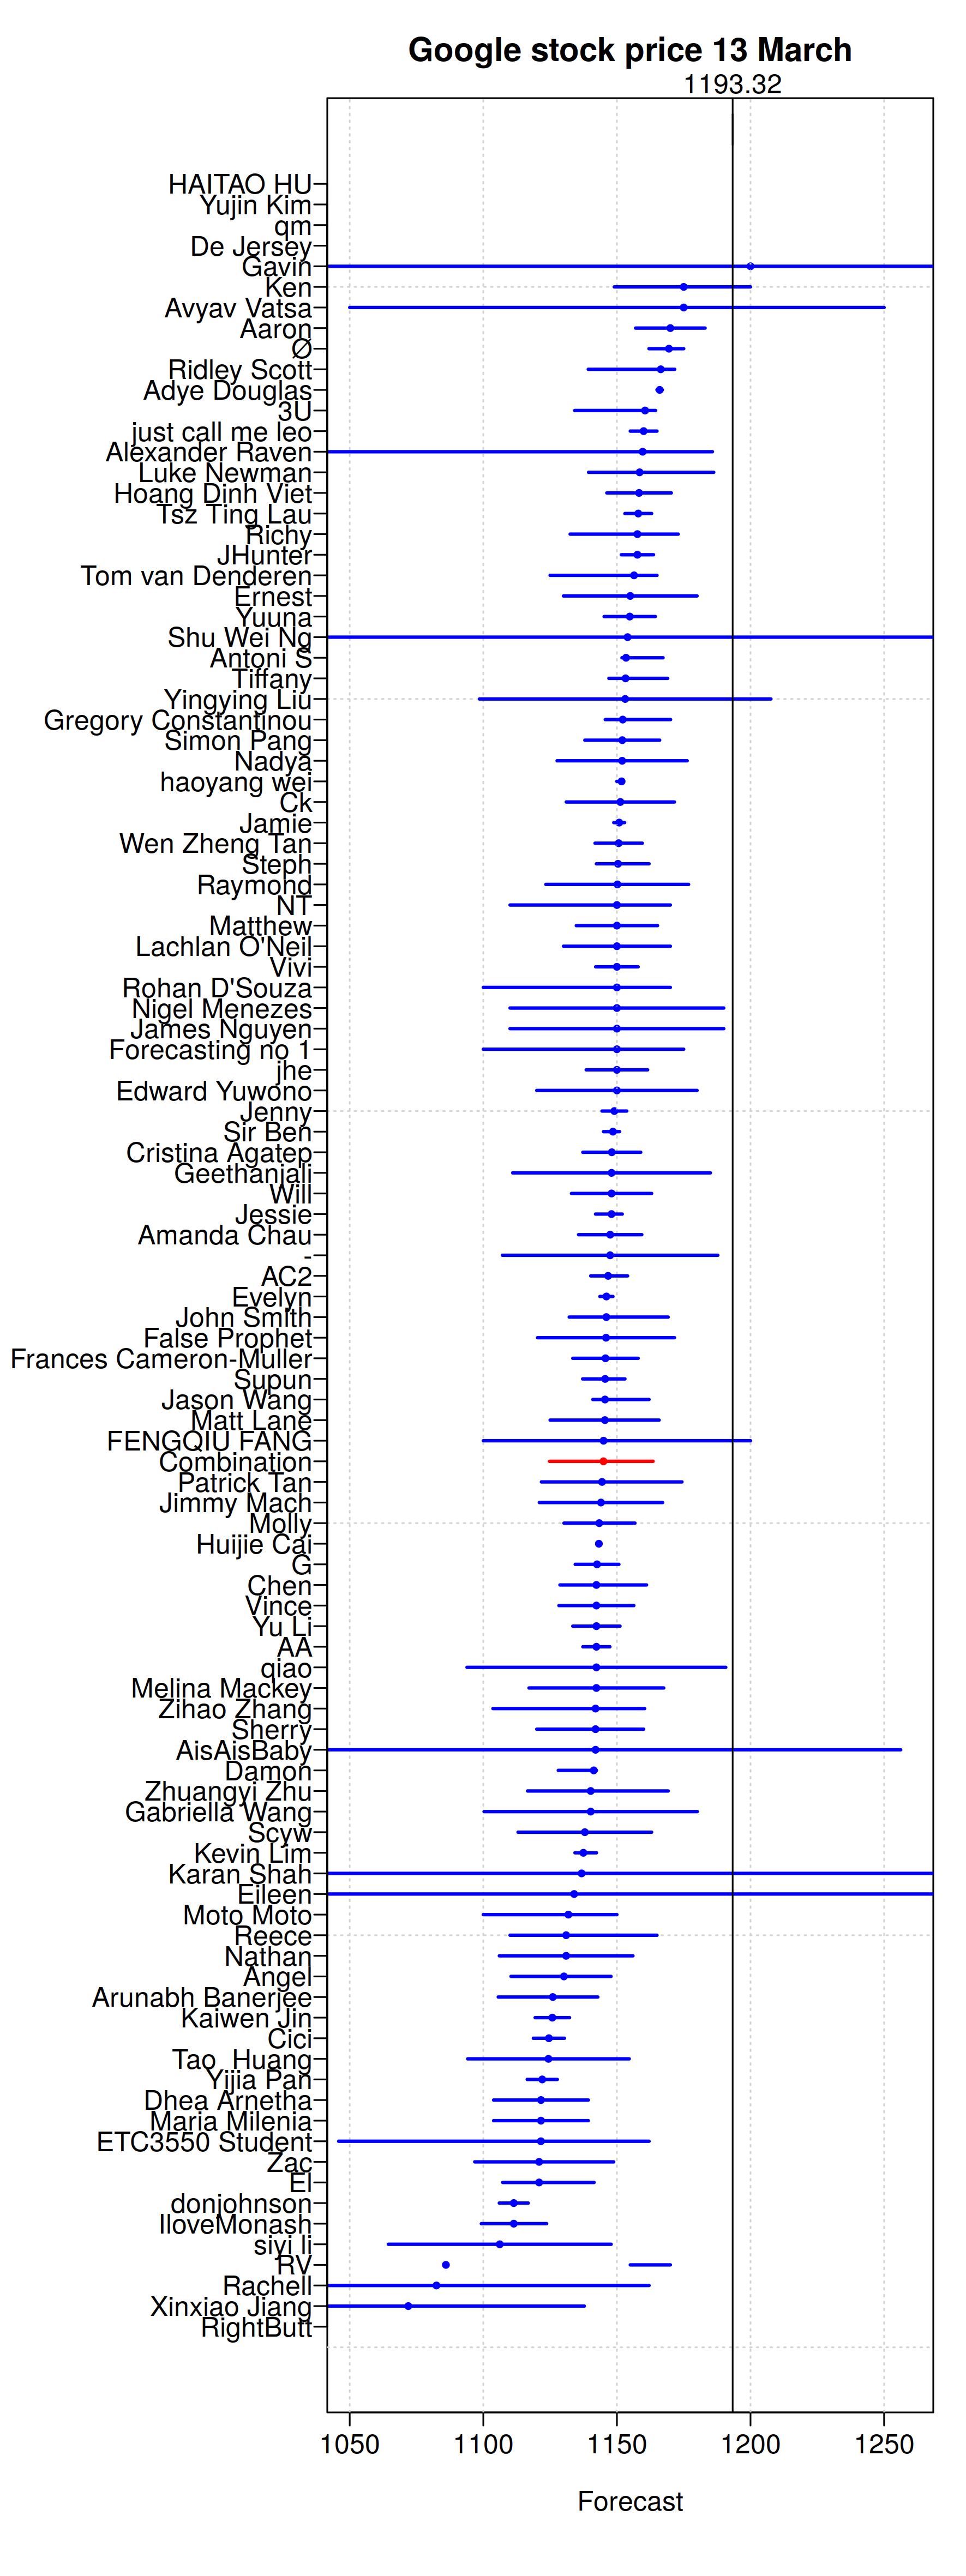 Google stock price 13 March
1193.32
HAITAO HU
Yujin Kim
qm
De Jersey
Gavin
Ken
Avyav Vatsa
Aaron
Ø
Ridley Scott
Adye Douglas
3U
just call me leo
Alexander Raven
Luke Newman
Hoang Dinh Viet
Tsz Ting Lau
Richy
JHunter
Tom van Denderen
Ernest
Yuuna
Shu Wei Ng
Antoni S
Tiffany
Yingying Liu
Gregory Constantinou
Simon Pang
Nadya
haoyang wei
Ck
Jamie
Wen Zheng Tan
Steph
Raymond
NT
Matthew
Lachlan O'Neil
Vivi
Rohan D'Souza
Nigel Menezes
James Nguyen
Forecasting no 1
jhe
Edward Yuwono
Jenny
Sir Ben
Cristina Agatep
Geethanjali
Will
Jessie
Amanda Chau
-
AC2
Evelyn
John Smith
False Prophet
Frances Cameron-Muller
Supun
Jason Wang
Matt Lane
FENGQIU FANG
Combination
Patrick Tan
Jimmy Mach
Molly
Huijie Cai
G
Chen
Vince
Yu Li
AA
qiao
Melina Mackey
Zihao Zhang
Sherry
AisAisBaby
Damon
Zhuangyi Zhu
Gabriella Wang
Scyw
Kevin Lim
Karan Shah
Eileen
Moto Moto
Reece
Nathan
Angel
Arunabh Banerjee
Kaiwen Jin
Cici
Tao  Huang
Yijia Pan
Dhea Arnetha
Maria Milenia
ETC3550 Student
Zac
El
donjohnson
IloveMonash
siyi li
RV
Rachell
Xinxiao Jiang
RightButt
1050 1100 1150 1200 1250
Forecast